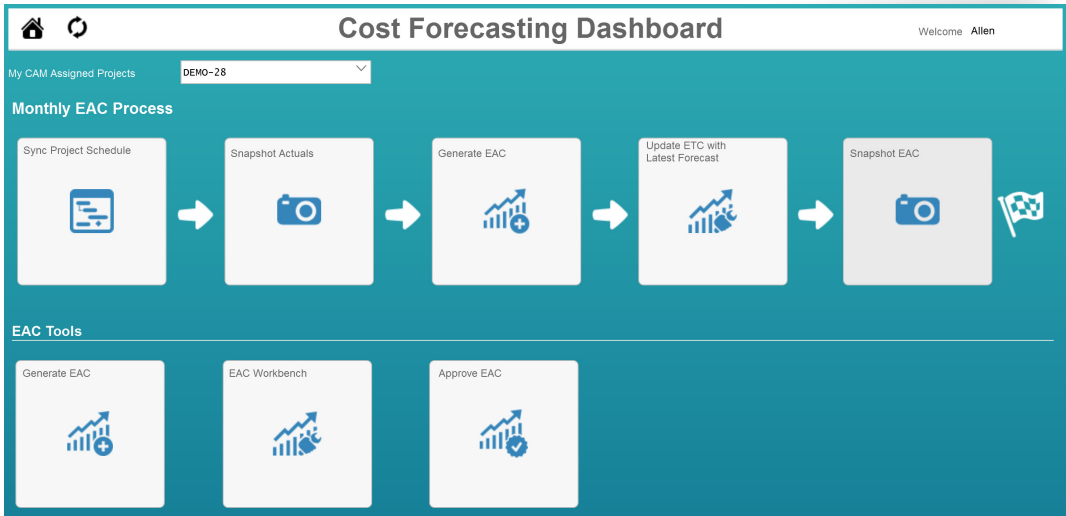 Cost Forecasting Dashboard
Welcome Allen
My CAM Assigned Projects
DEMO-28
Monthly EAC Process
Sync Project Schedule
Snapshot Actuals
Generate EAC
Update ETC with
Latest Forecast
Snapshot EAC
EAC Tools
Generate EAC
EAC Workbench
Approve EAC